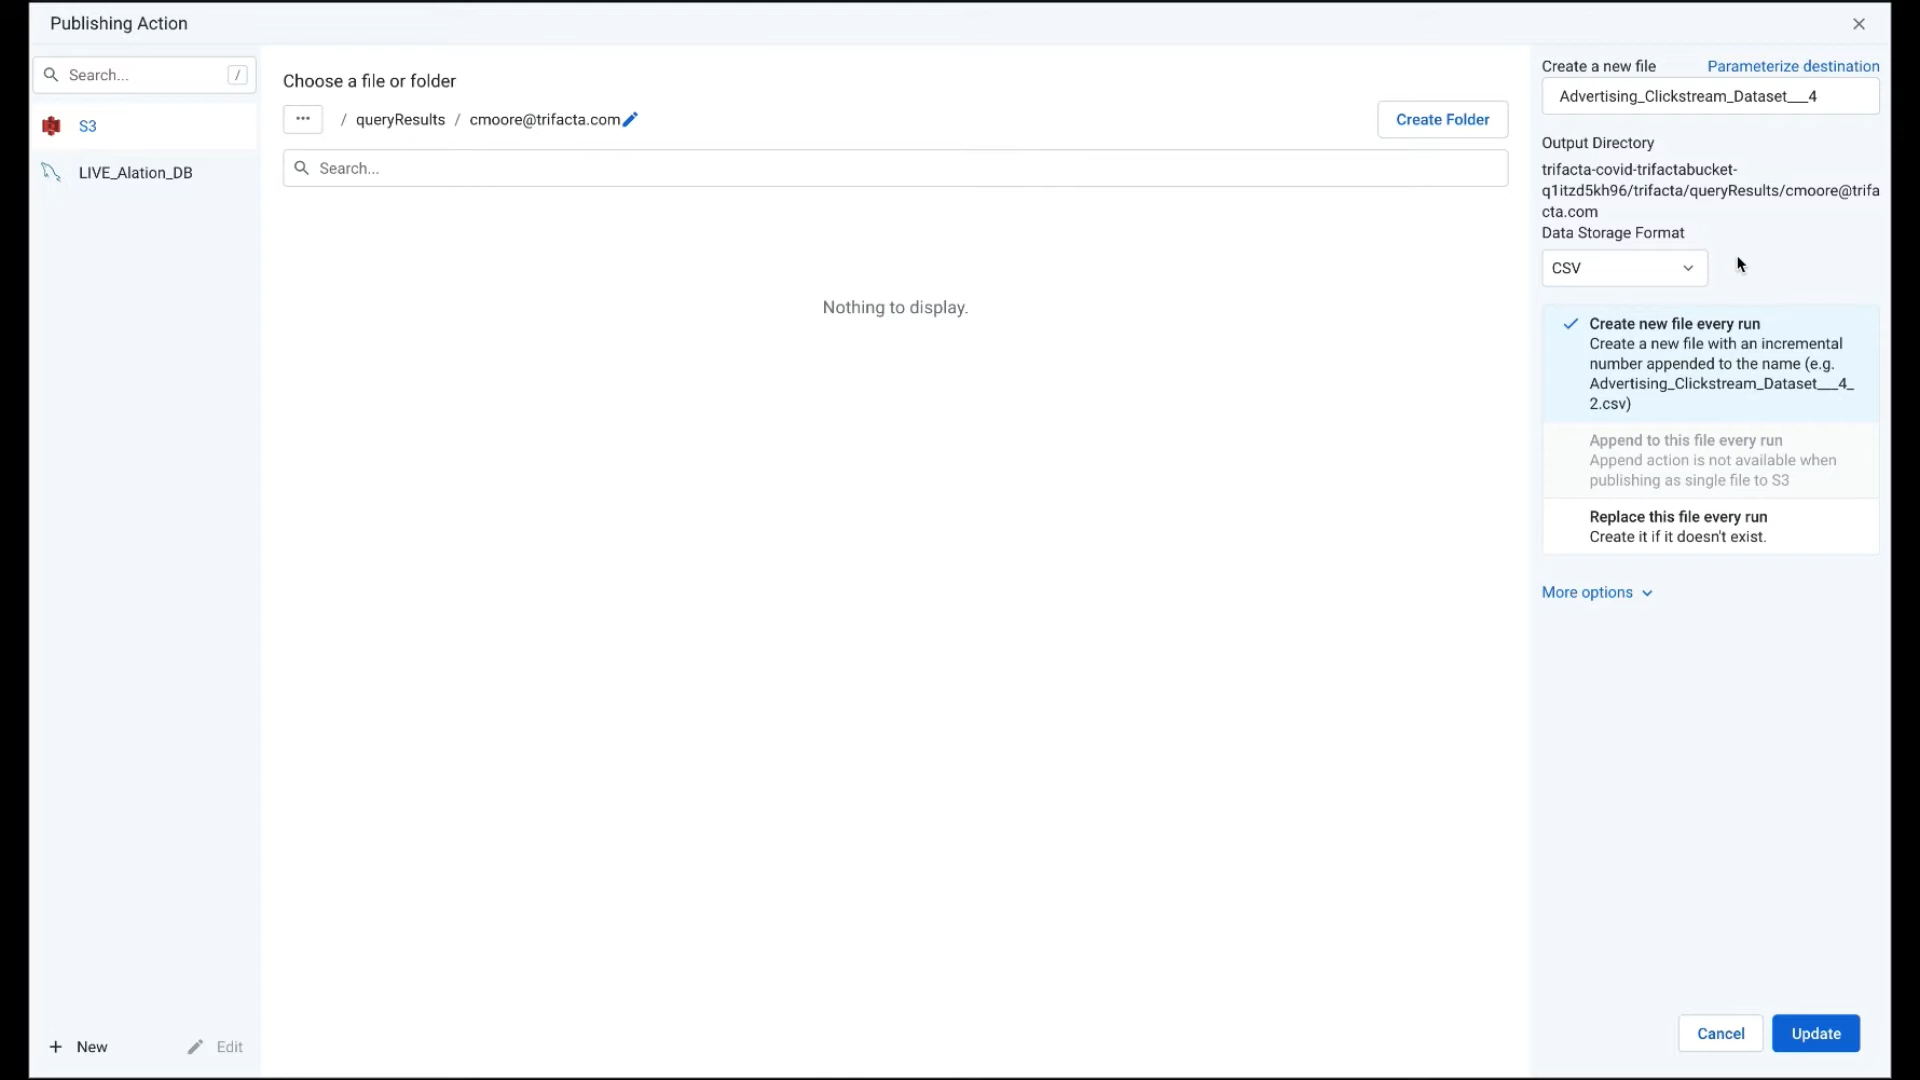 Publishing Action
Search...
/
S3
LIVE_Alation_DB
+ New
Edit
Choose a file or folder
... / queryResults / cmoore@trifacta.com
Create Folder
Search...
Nothing to display.
Create a new file
Parameterize destination
Advertising_Clickstream_Dataset___4
Output Directory
trifacta-covid-trifactabucket-
q1itzd5kh96/trifacta/queryResults/cmoore@trifa
cta.com
Data Storage Format
CSV
Create new file every run
Create a new file with an incremental
number appended to the name (e.g.
Advertising_Clickstream_Dataset___4_
2.csv)
Append to this file every run
Append action is not available when
publishing as single file to S3
Replace this file every run
Create it if it doesn't exist.
More options
Cancel
Update